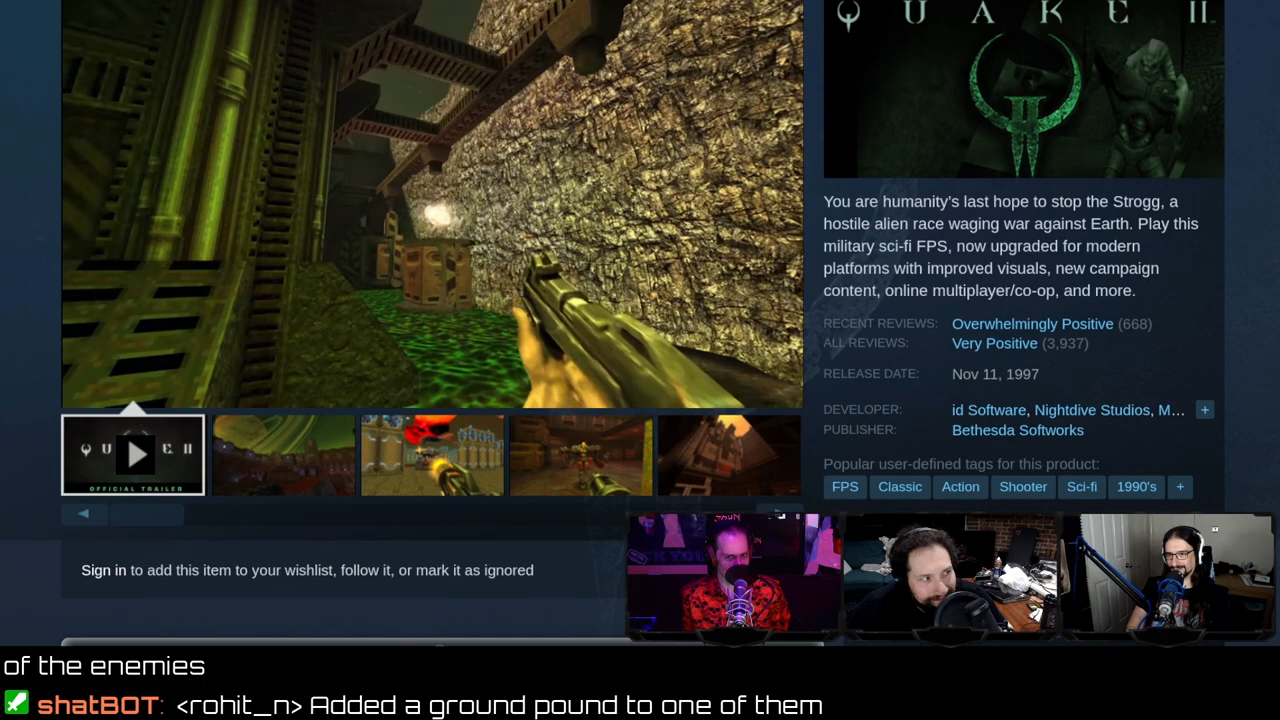 QUAKE II
You are humanity's last hope to stop the Strogg, a
hostile alien race waging war against Earth. Play this
military sci-fi FPS, now upgraded for modern
platforms with improved visuals, new campaign
content, online multiplayer/co-op, and more.
RECENT REVIEWS: Overwhelmingly Positive (668)
ALL REVIEWS: Very Positive (3,937)
RELEASE DATE: Nov 11, 1997
DEVELOPER: id Software, Nightdive Studios, M... +
PUBLISHER: Bethesda Softworks
Popular user-defined tags for this product:
FPS Classic Action Shooter Sci-fi 1990's +
OFFICIAL TRAILER
Sign in to add this item to your wishlist, follow it, or mark it as ignored
of the enemies
shatBOT: <rohit_n> Added a ground pound to one of them